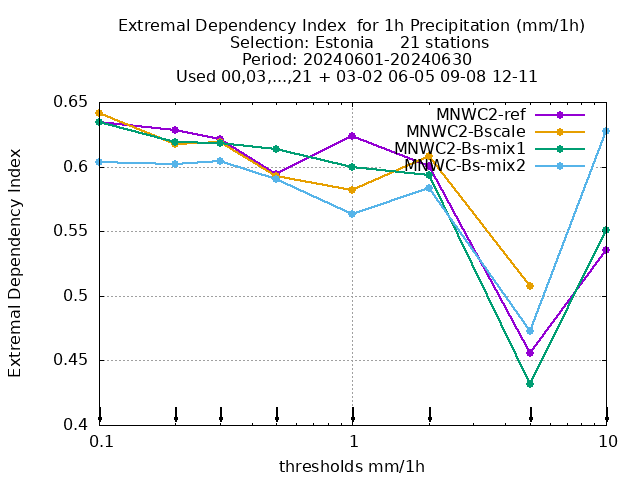 Extremal Dependency Index  for 1h Precipitation (mm/1h)
Selection: Estonia     21 stations
Period: 20240601-20240630
Used 00,03,...,21 + 03-02 06-05 09-08 12-11
MNWC2-ref
MNWC2-Bscale
MNWC2-Bs-mix1
MNWC-Bs-mix2
Extremal Dependency Index
0.65
0.6
0.55
0.5
0.45
0.4
0.1
1
10
thresholds mm/1h